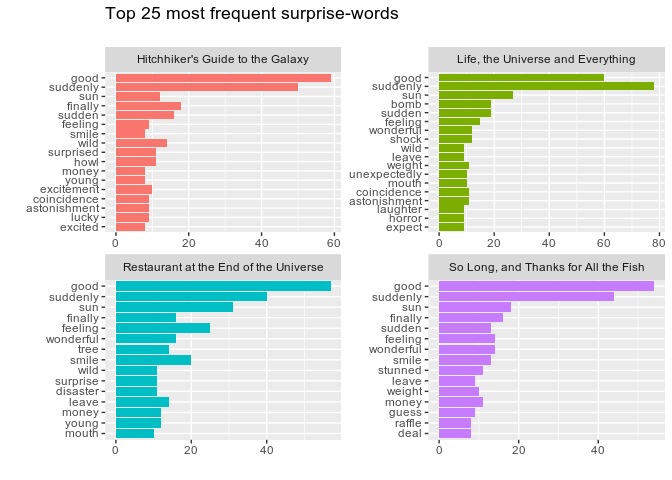 Top 25 most frequent surprise-words
Hitchhiker's Guide to the Galaxy
good
suddenly
sun
finally
sudden
feeling
smile
wild
surprised
howl
money
young
excitement
coincidence
astonishment
lucky
excited
0 20 40 60
Life, the Universe and Everything
good
suddenly
sun
bomb
sudden
feeling
wonderful
shock
wild
leave
weight
unexpectedly
mouth
coincidence
astonishment
laughter
horror
expect
0 20 40 60 80
Restaurant at the End of the Universe
good
suddenly
sun
finally
feeling
wonderful
tree
smile
wild
surprise
disaster
leave
money
young
mouth
0 20 40
So Long, and Thanks for All the Fish
good
suddenly
sun
finally
sudden
feeling
wonderful
smile
stunned
leave
weight
money
guess
raffle
deal
0 20 40